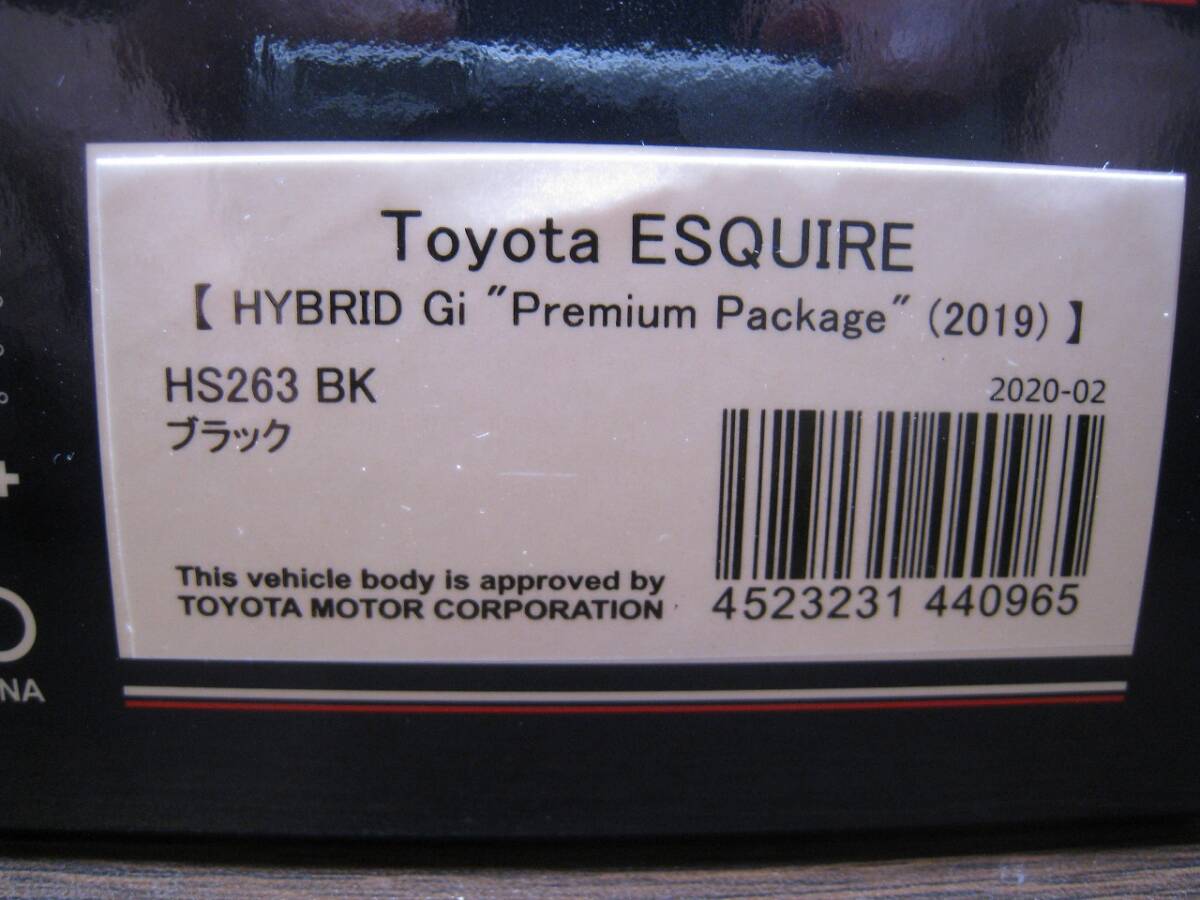 Toyota ESQUIRE
【 HYBRID Gi "Premium Package" (2019) 】
HS263 BK
ブラック
2020-02
This vehicle body is approved by
TOYOTA MOTOR CORPORATION
4523231 440965